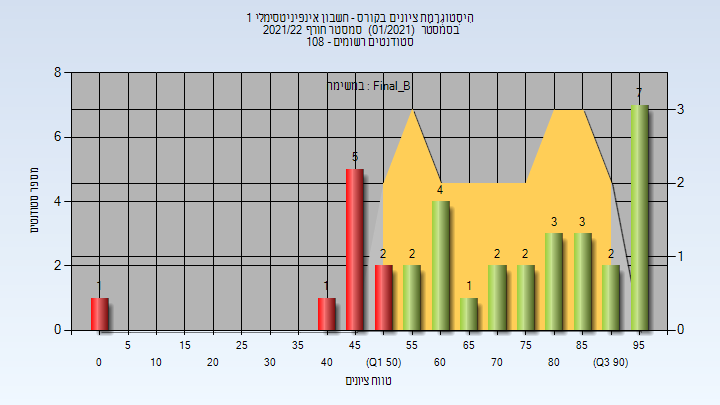 היסטוגרמת ציונים בקורס - חשבון אינפיניטסימלי 1
בסמסטר (01/2021) סמסטר חורף 2021/22
סטודנטים רשומים - 108
במשימה : Final_B
מספר סטודנטים
8
6
4
2
0
3
2
1
0
1
1
5
2
2
4
1
2
2
3
3
2
7
5 15 25 35 45 55 65 75 85 95
0 10 20 30 40 (Q1 50) 60 70 80 (Q3 90)
טווח ציונים